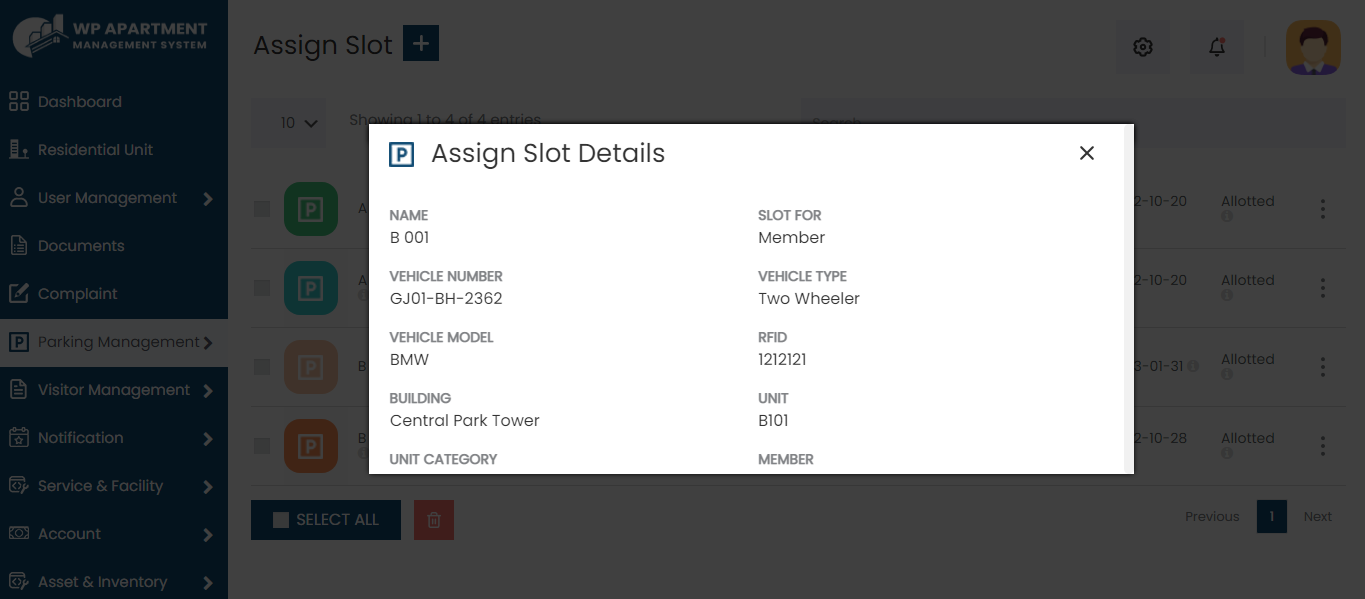 WP APARTMENT
MANAGEMENT SYSTEM
Dashboard
Residential Unit
User Management
Documents
Complaint
Parking Management
Visitor Management
Notification
Service & Facility
Account
Asset & Inventory
Assign Slot
10
Showing 1 to 4 of 4 entries
Search
Assign Slot Details
NAME
SLOT FOR
B 001
Member
VEHICLE NUMBER
VEHICLE TYPE
GJ01-BH-2362
Two Wheeler
VEHICLE MODEL
RFID
BMW
1212121
BUILDING
UNIT
Central Park Tower
B101
UNIT CATEGORY
MEMBER
2-10-20 Allotted
2-10-20 Allotted
3-01-31 Allotted
2-10-28 Allotted
SELECT ALL
Previous 1 Next